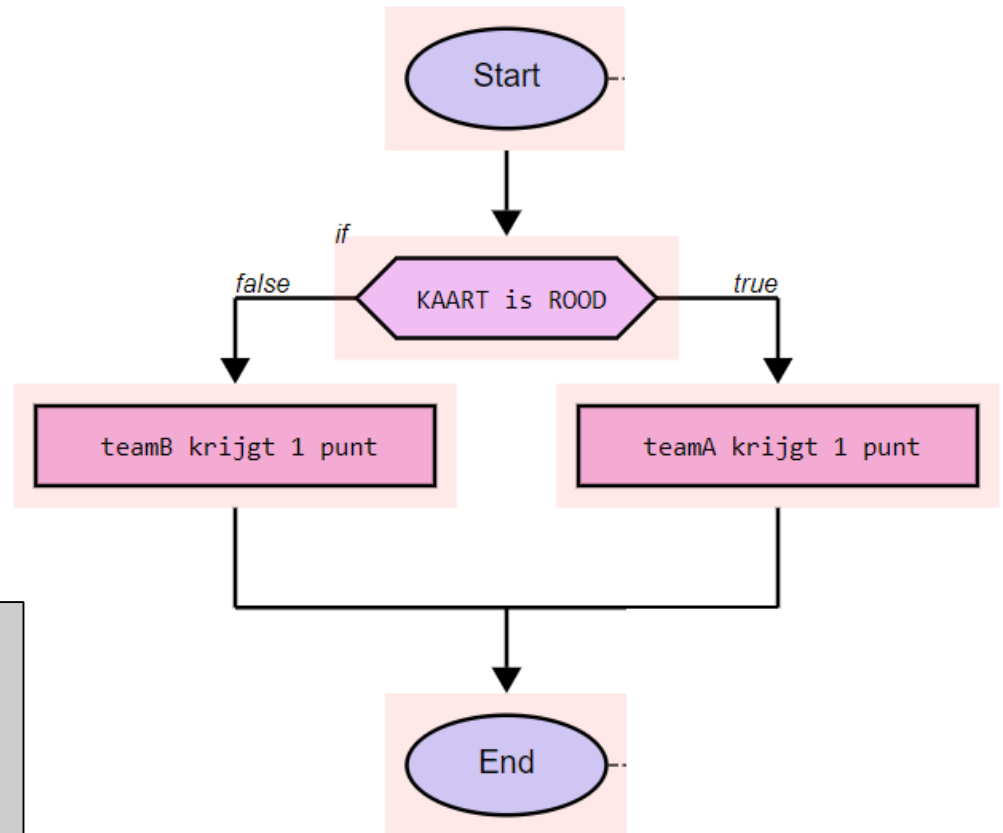 Start
if
false
true
KAART is ROOD
teamB krijgt 1 punt
teamA krijgt 1 punt
End